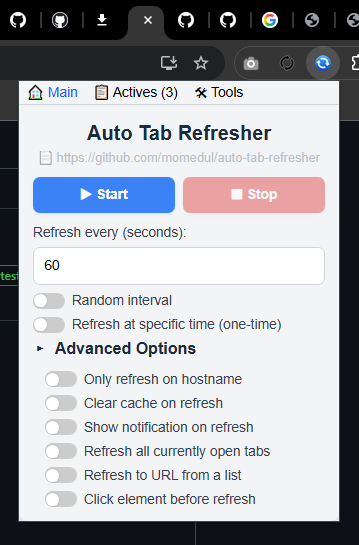 Main Actives (3) Tools
Auto Tab Refresher
https://github.com/momedul/auto-tab-refresher
Start Stop
Refresh every (seconds):
60
Random interval
Refresh at specific time (one-time)
Advanced Options
Only refresh on hostname
Clear cache on refresh
Show notification on refresh
Refresh all currently open tabs
Refresh to URL from a list
Click element before refresh
test